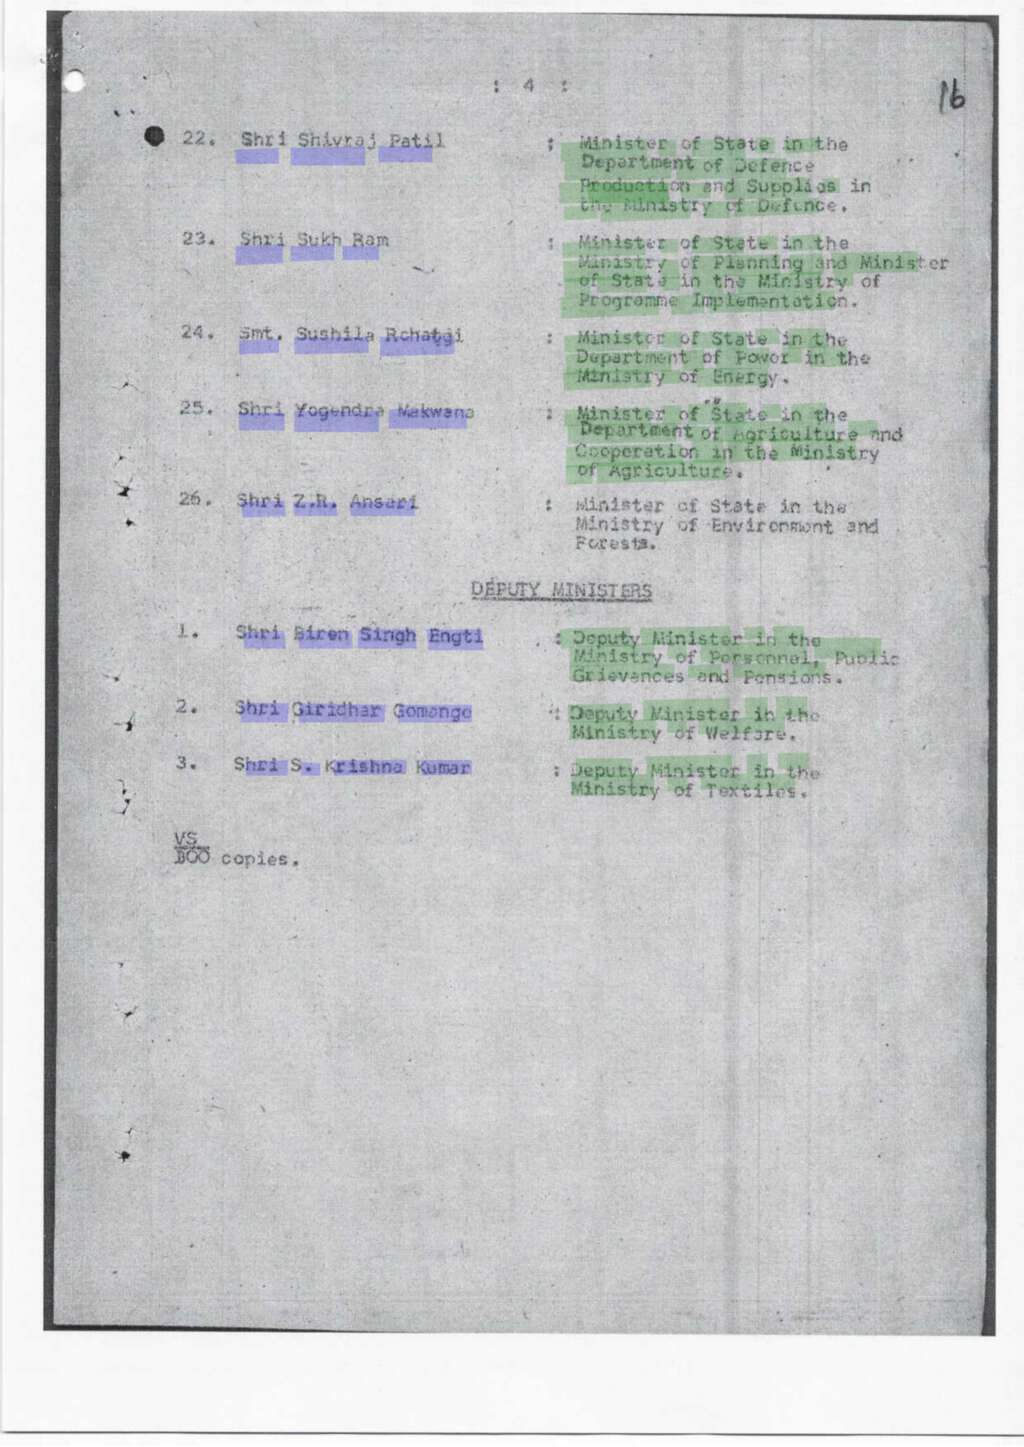 : 4 :
16
22. Shri Shivraj Patil : Minister of State in the
Department of Defence
Production and Supplies in
the Ministry of Defence.
23. Shri Sukh Ram : Minister of State in the
Ministry of Planning and Minister
of State in the Ministry of
Programme Implementation.
24. Smt. Sushila Rohatgi : Minister of State in the
Department of Power in the
Ministry of Energy.
25. Shri Yogendra Makwana : Minister of State in the
Department of Agriculture and
Cooperation in the Ministry
of Agriculture.
26. Shri Z.R. Ansari : Minister of State in the
Ministry of Environment and
Forests.
DEPUTY MINISTERS
1. Shri Biren Singh Engti : Deputy Minister in the
Ministry of Personnel, Public
Grievances and Pensions.
2. Shri Giridhar Gomango : Deputy Minister in the
Ministry of Welfare.
3. Shri S. Krishna Kumar : Deputy Minister in the
Ministry of Textiles.
VS
800 copies.